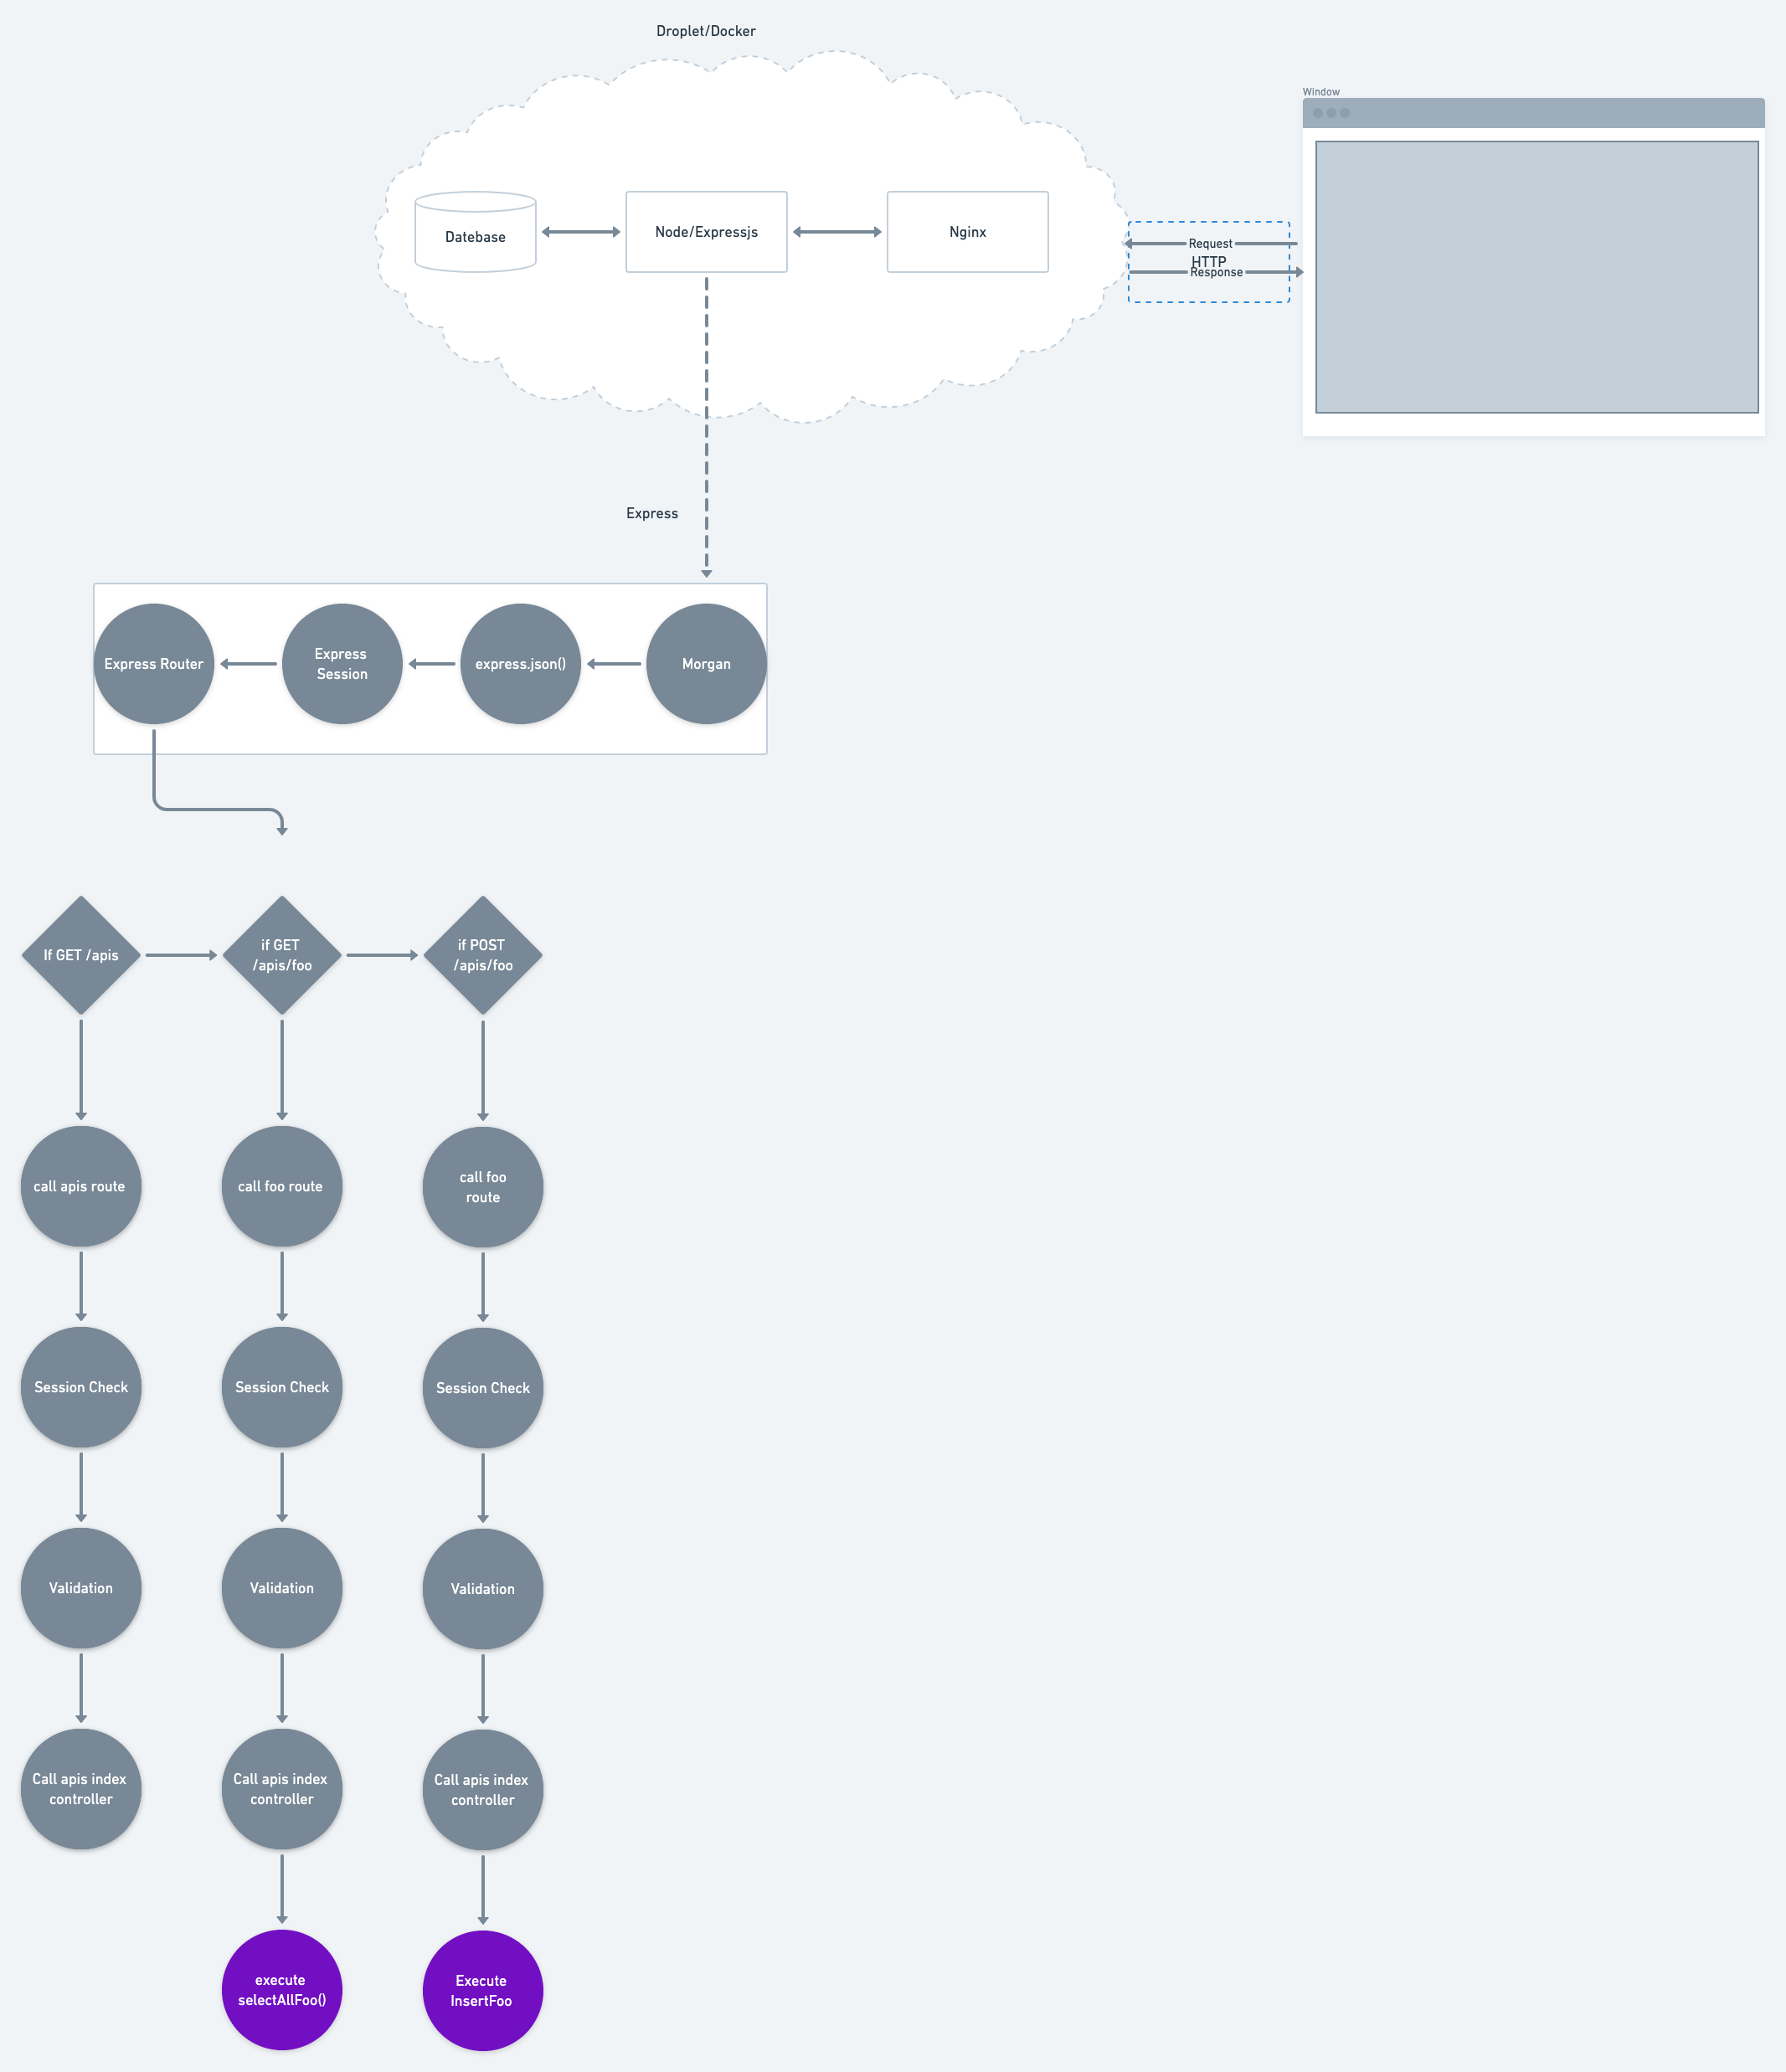 Droplet/Docker
Window
Datebase
Node/Expressjs
Nginx
Request
HTTP
Response
Express
Express Router
Express
Session
express.json()
Morgan
If GET /apis
if GET
/apis/foo
if POST
/apis/foo
call apis route
call foo route
call foo
route
Session Check
Session Check
Session Check
Validation
Validation
Validation
Call apis index
controller
Call apis index
controller
Call apis index
controller
execute
selectAllFoo()
Execute
InsertFoo